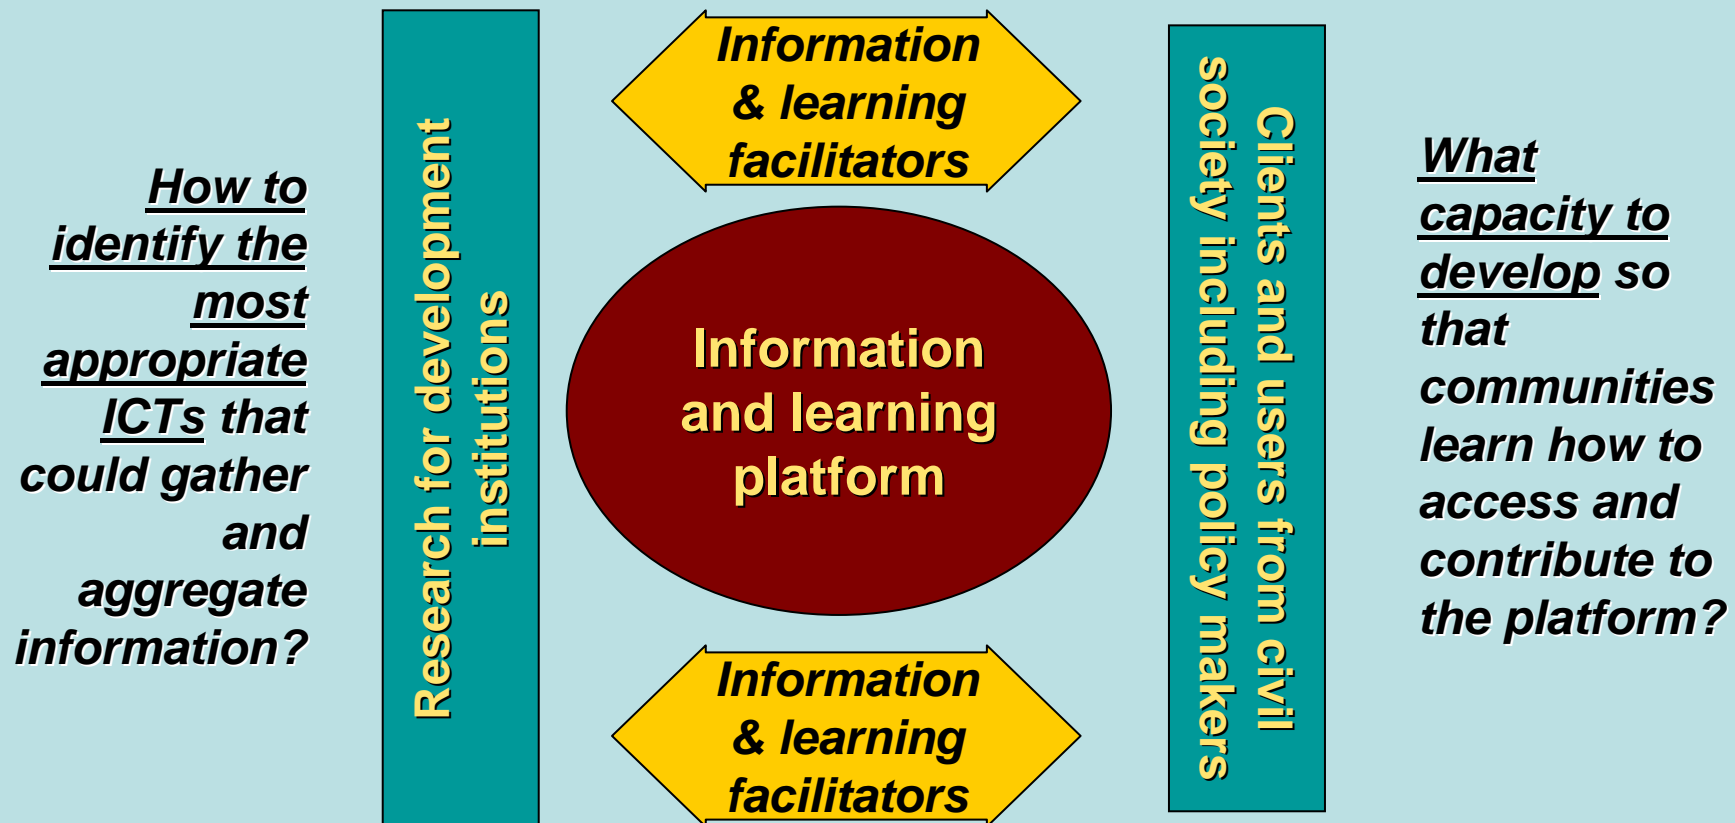 How to
identify the
most
appropriate
ICTs that
could gather
and
aggregate
information?
Research for development
institutions
Information
& learning
facilitators
Information
and learning
platform
Information
& learning
facilitators
Clients and users from civil
society including policy makers
What
capacity to
develop so
that
communities
learn how to
access and
contribute to
the platform?